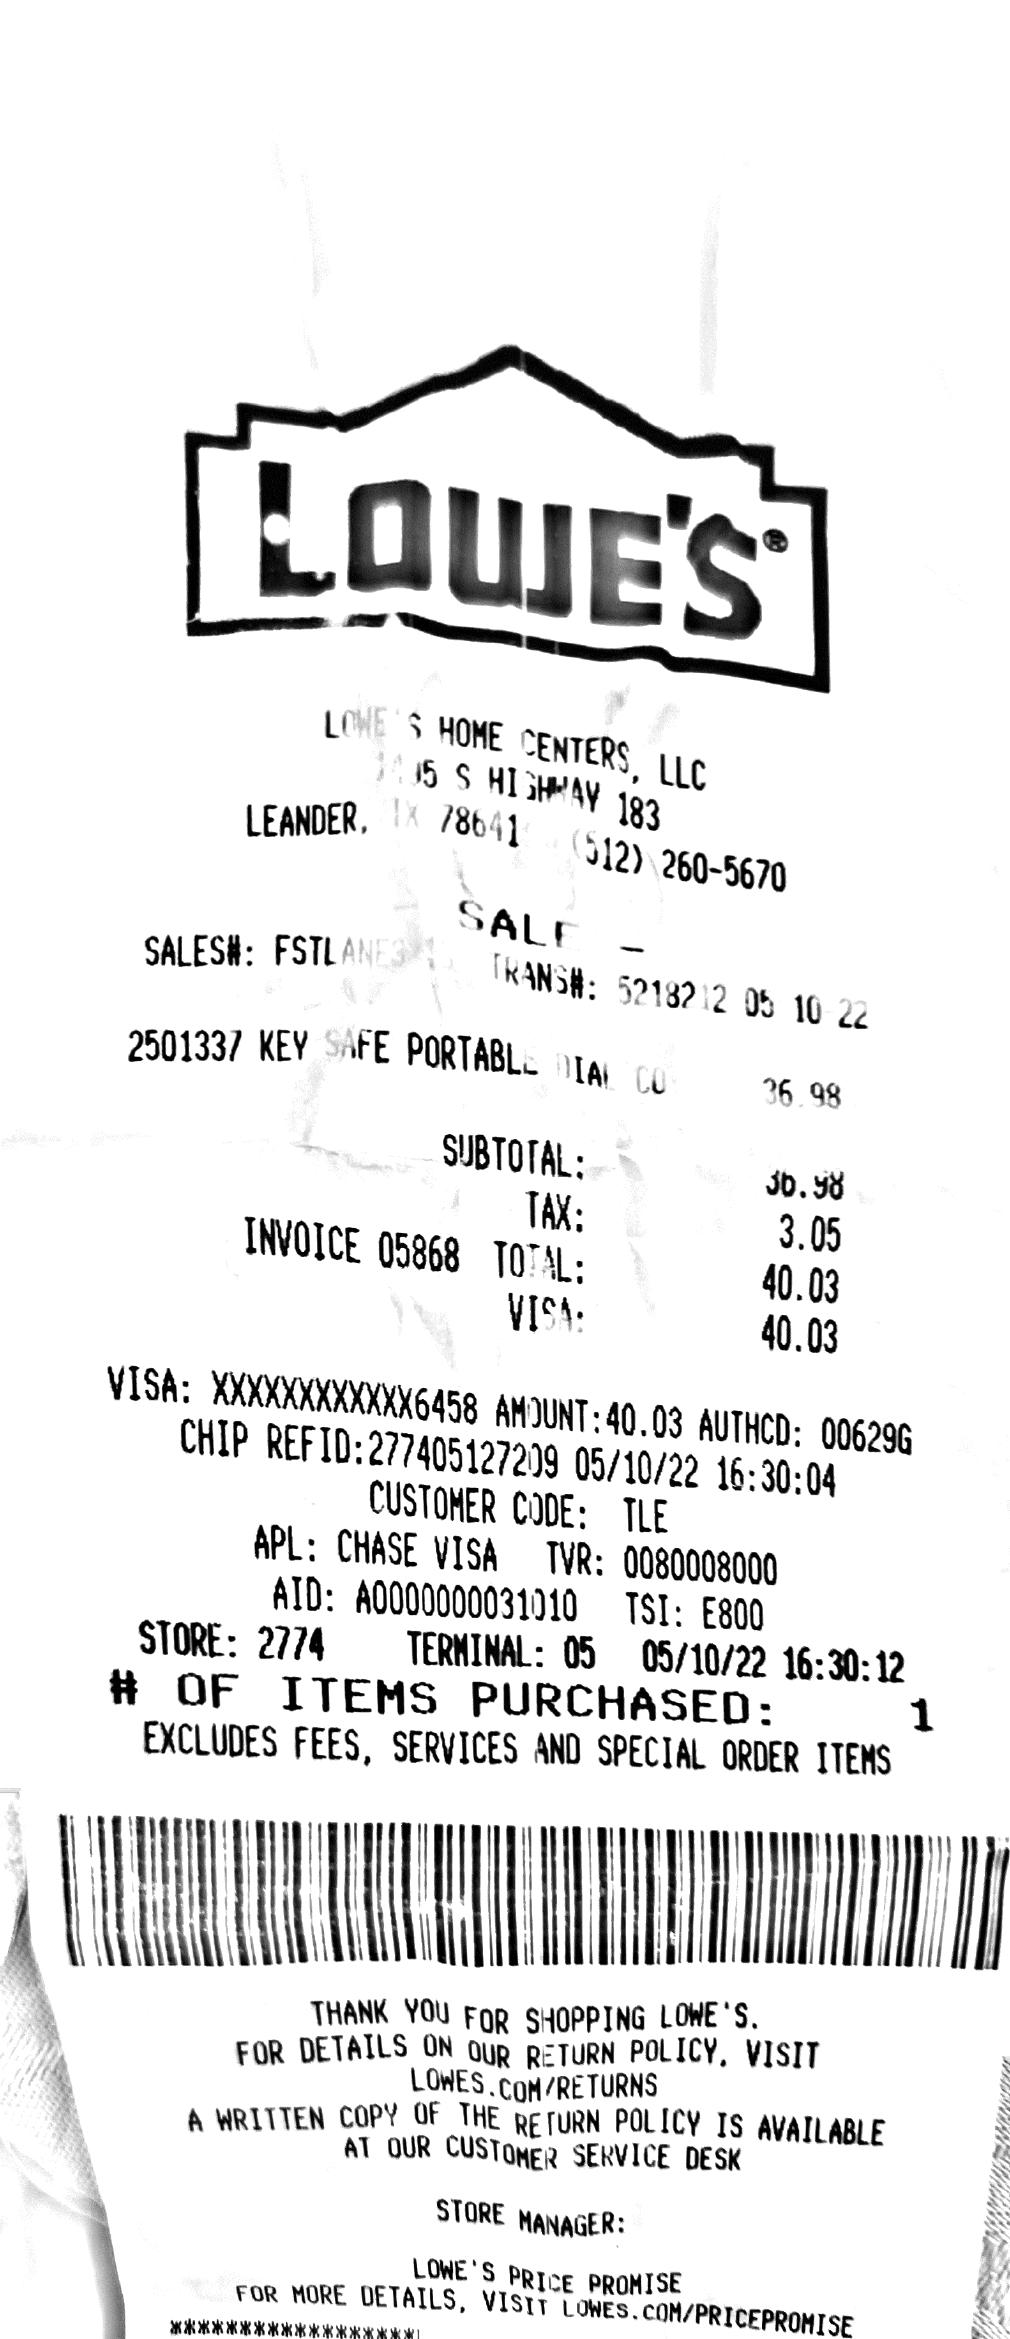 LOWE'S®
LOWE'S HOME CENTERS, LLC
S HIGHWAY 183
LEANDER, TX 78641 (512) 260-5670
SALE
SALES#: TRANS#: 5218212 05 10 22
2501337 KEY SAFE PORTABLE DIAL CO 36.98
SUBTOTAL: 36.98
TAX: 3.05
INVOICE 05868 TOTAL: 40.03
VISA: 40.03
VISA: XXXXXXXXXXXX6458 AMOUNT:40.03 AUTHCD: 00629G
CHIP REFID:277405127209 05/10/22 16:30:04
CUSTOMER CODE: TLE
APL: CHASE VISA TVR: 0080008000
AID: A0000000031010 TSI: E800
STORE: 2774 TERMINAL: 05 05/10/22 16:30:12
# OF ITEMS PURCHASED: 1
EXCLUDES FEES, SERVICES AND SPECIAL ORDER ITEMS
THANK YOU FOR SHOPPING LOWE'S.
FOR DETAILS ON OUR RETURN POLICY, VISIT
LOWES.COM/RETURNS
A WRITTEN COPY OF THE RETURN POLICY IS AVAILABLE
AT OUR CUSTOMER SERVICE DESK
STORE MANAGER:
LOWE'S PRICE PROMISE
FOR MORE DETAILS, VISIT LOWES.COM/PRICEPROMISE
******************